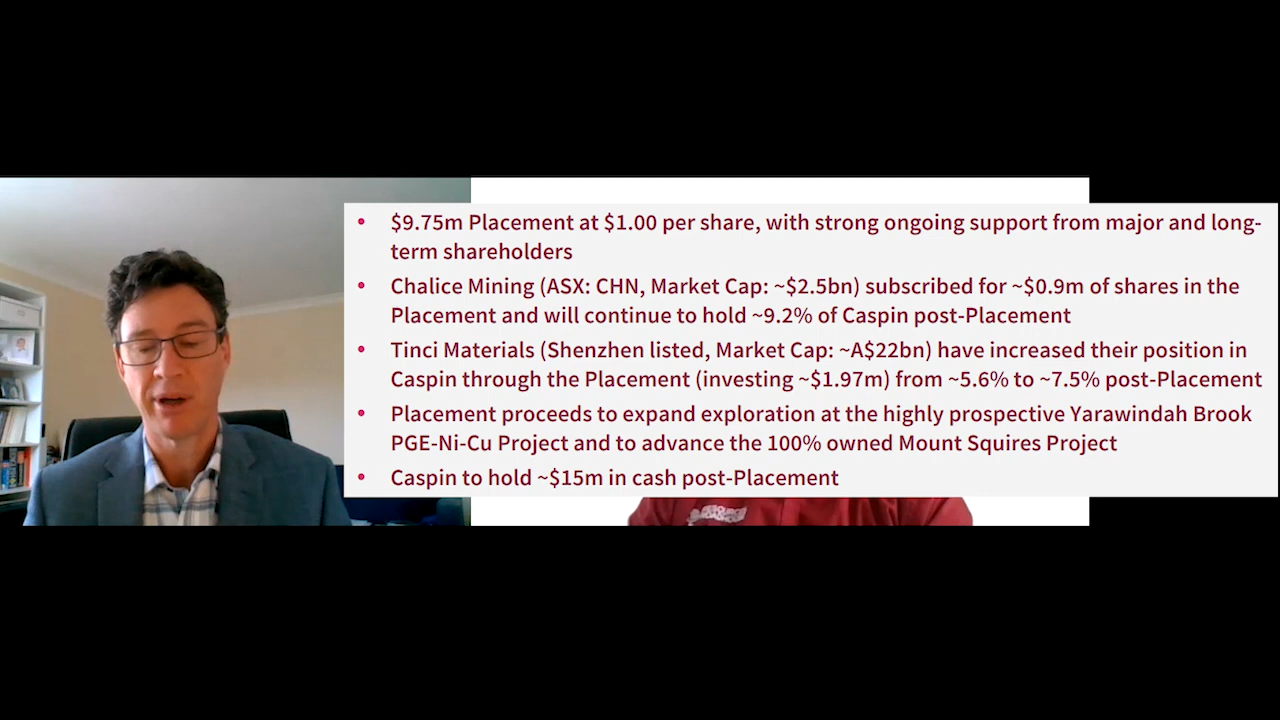 $9.75m Placement at $1.00 per share, with strong ongoing support from major and long-
term shareholders
Chalice Mining (ASX: CHN, Market Cap: ~$2.5bn) subscribed for ~$0.9m of shares in the
Placement and will continue to hold ~9.2% of Caspin post-Placement
Tinci Materials (Shenzhen listed, Market Cap: ~A$22bn) have increased their position in
Caspin through the Placement (investing ~$1.97m) from ~5.6% to ~7.5% post-Placement
Placement proceeds to expand exploration at the highly prospective Yarawindah Brook
PGE-Ni-Cu Project and to advance the 100% owned Mount Squires Project
Caspin to hold ~$15m in cash post-Placement